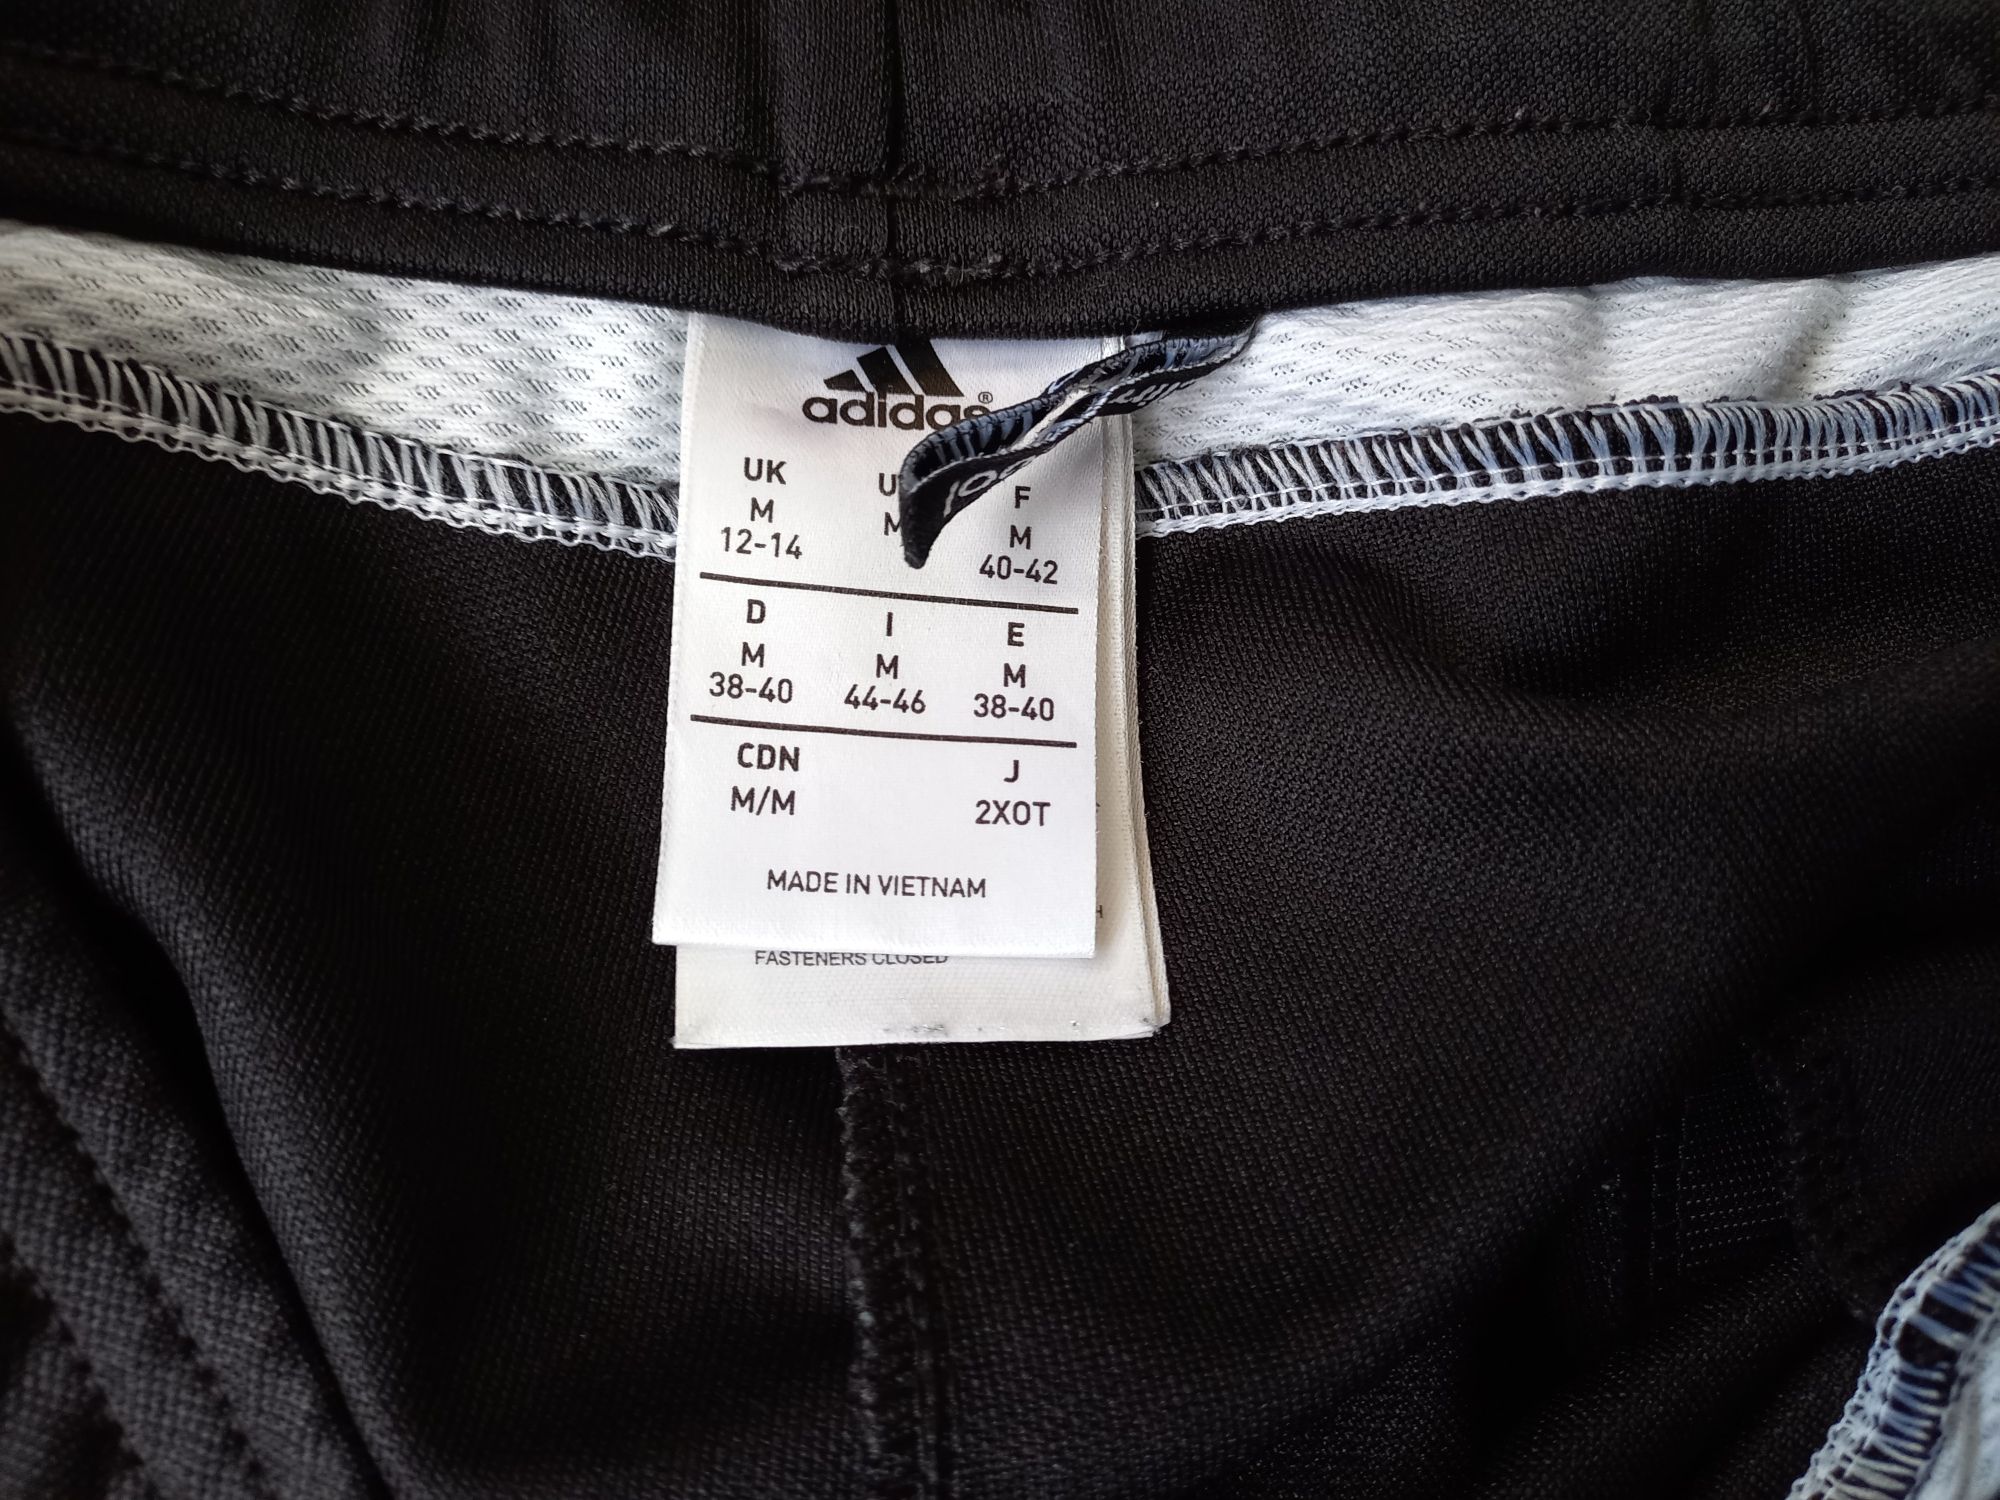 adidas®
UK
M
12-14
M
F
M
40-42
D
M
38-40
I
M
44-46
E
M
38-40
CDN
M/M
J
2XOT
MADE IN VIETNAM
FASTENERS CLOSED